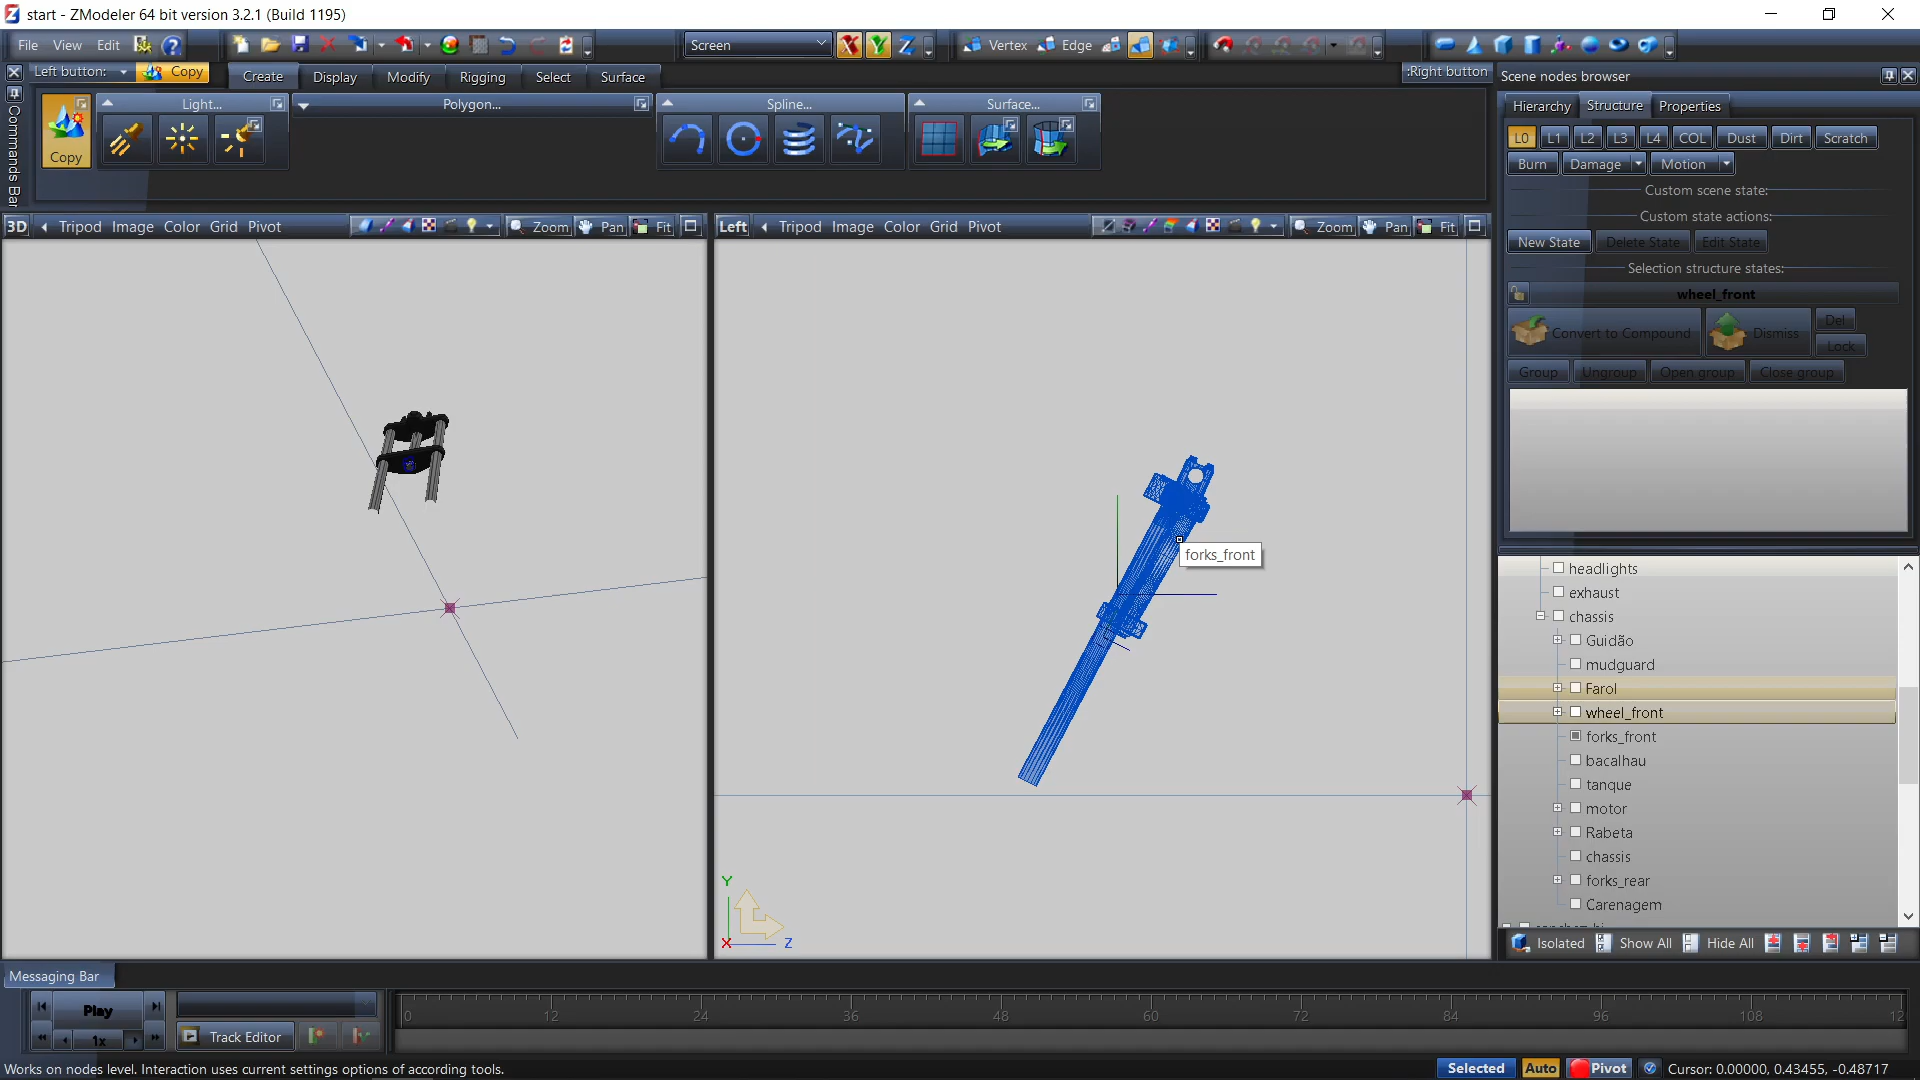 start - ZModeler 64 bit version 3.2.1 (Build 1195)
File View Edit
Screen
X Y Z
Vertex Edge
Left button: Copy
Create Display Modify Rigging Select Surface
:Right button
Scene nodes browser
Commands Bar
Copy
Light...
Polygon...
Spline...
Surface...
Hierarchy Structure Properties
L0 L1 L2 L3 L4 COL Dust Dirt Scratch
Burn Damage Motion
Custom scene state:
Custom state actions:
New State Delete State Edit State
Selection structure states:
wheel_front
Convert to Compound Dismiss Del
Lock
Group Ungroup Open group Close group
3D Tripod Image Color Grid Pivot Zoom Pan Fit
Left Tripod Image Color Grid Pivot Zoom Pan Fit
forks_front
Y
X
Z
headlights
exhaust
chassis
Guidão
mudguard
Farol
wheel_front
forks_front
bacalhau
tanque
motor
Rabeta
chassis
forks_rear
Carenagem
Isolated Show All Hide All
Messaging Bar
Play
1x
Track Editor
0 12 24 36 48 60 72 84 96 108 12
Works on nodes level. Interaction uses current settings options of according tools.
Selected Auto Pivot Cursor: 0.00000, 0.43455, -0.48717